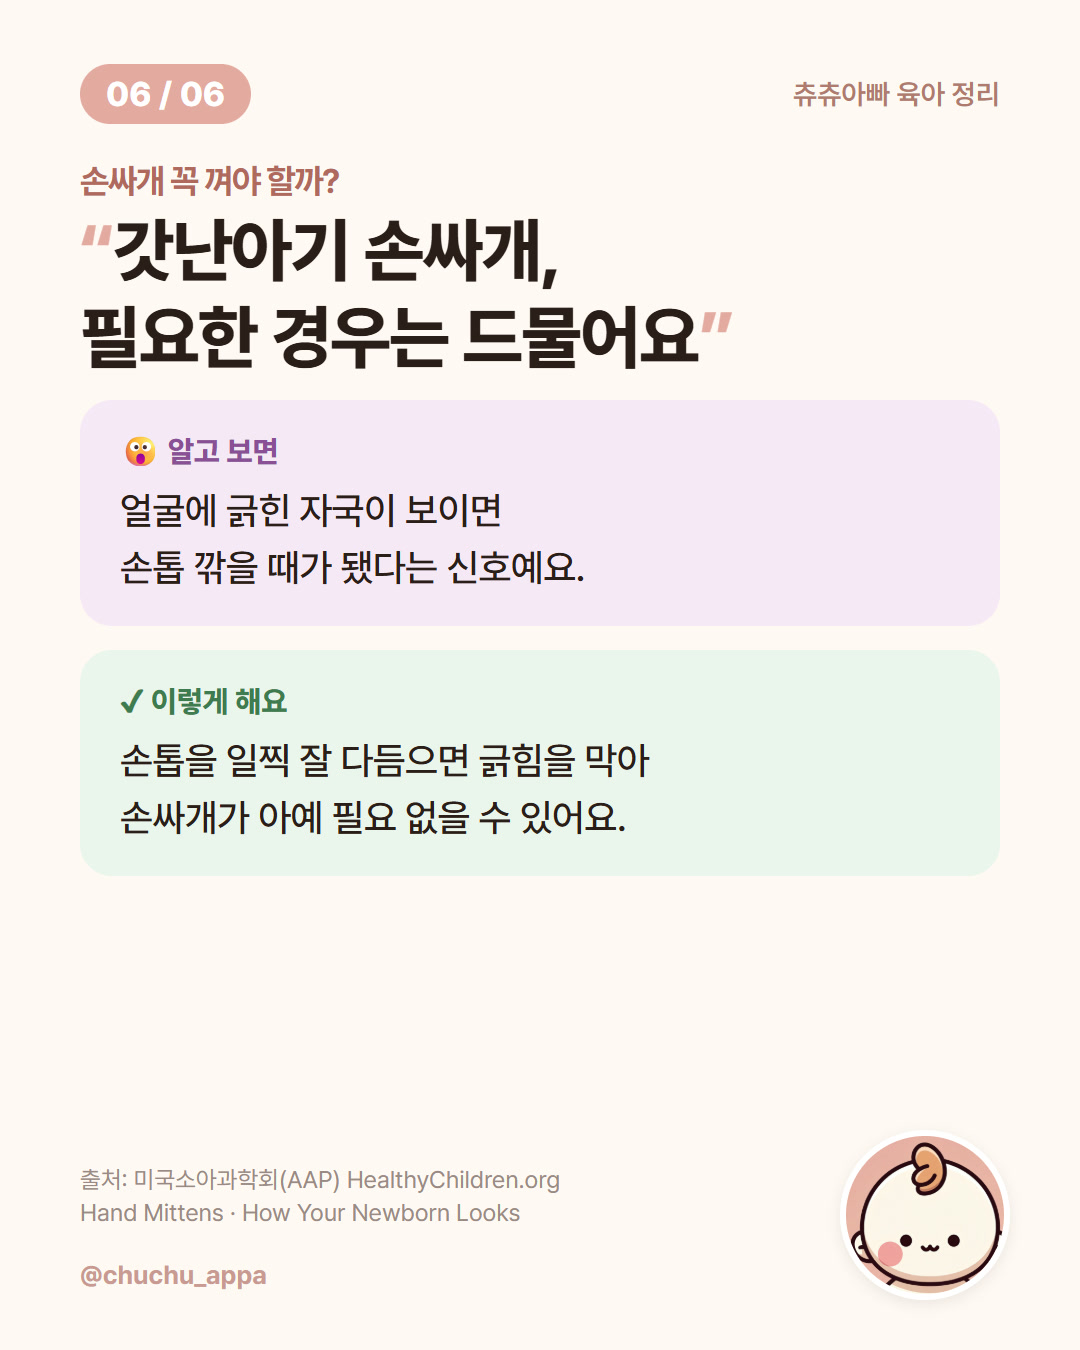 06 / 06
츄츄아빠 육아 정리
손싸개 꼭 껴야 할까?
“갓난아기 손싸개,
필요한 경우는 드물어요”
😲 알고 보면
얼굴에 긁힌 자국이 보이면
손톱 깎을 때가 됐다는 신호예요.
✓ 이렇게 해요
손톱을 일찍 잘 다듬으면 긁힘을 막아
손싸개가 아예 필요 없을 수 있어요.
출처: 미국소아과학회(AAP) HealthyChildren.org
Hand Mittens · How Your Newborn Looks
@chuchu_appa